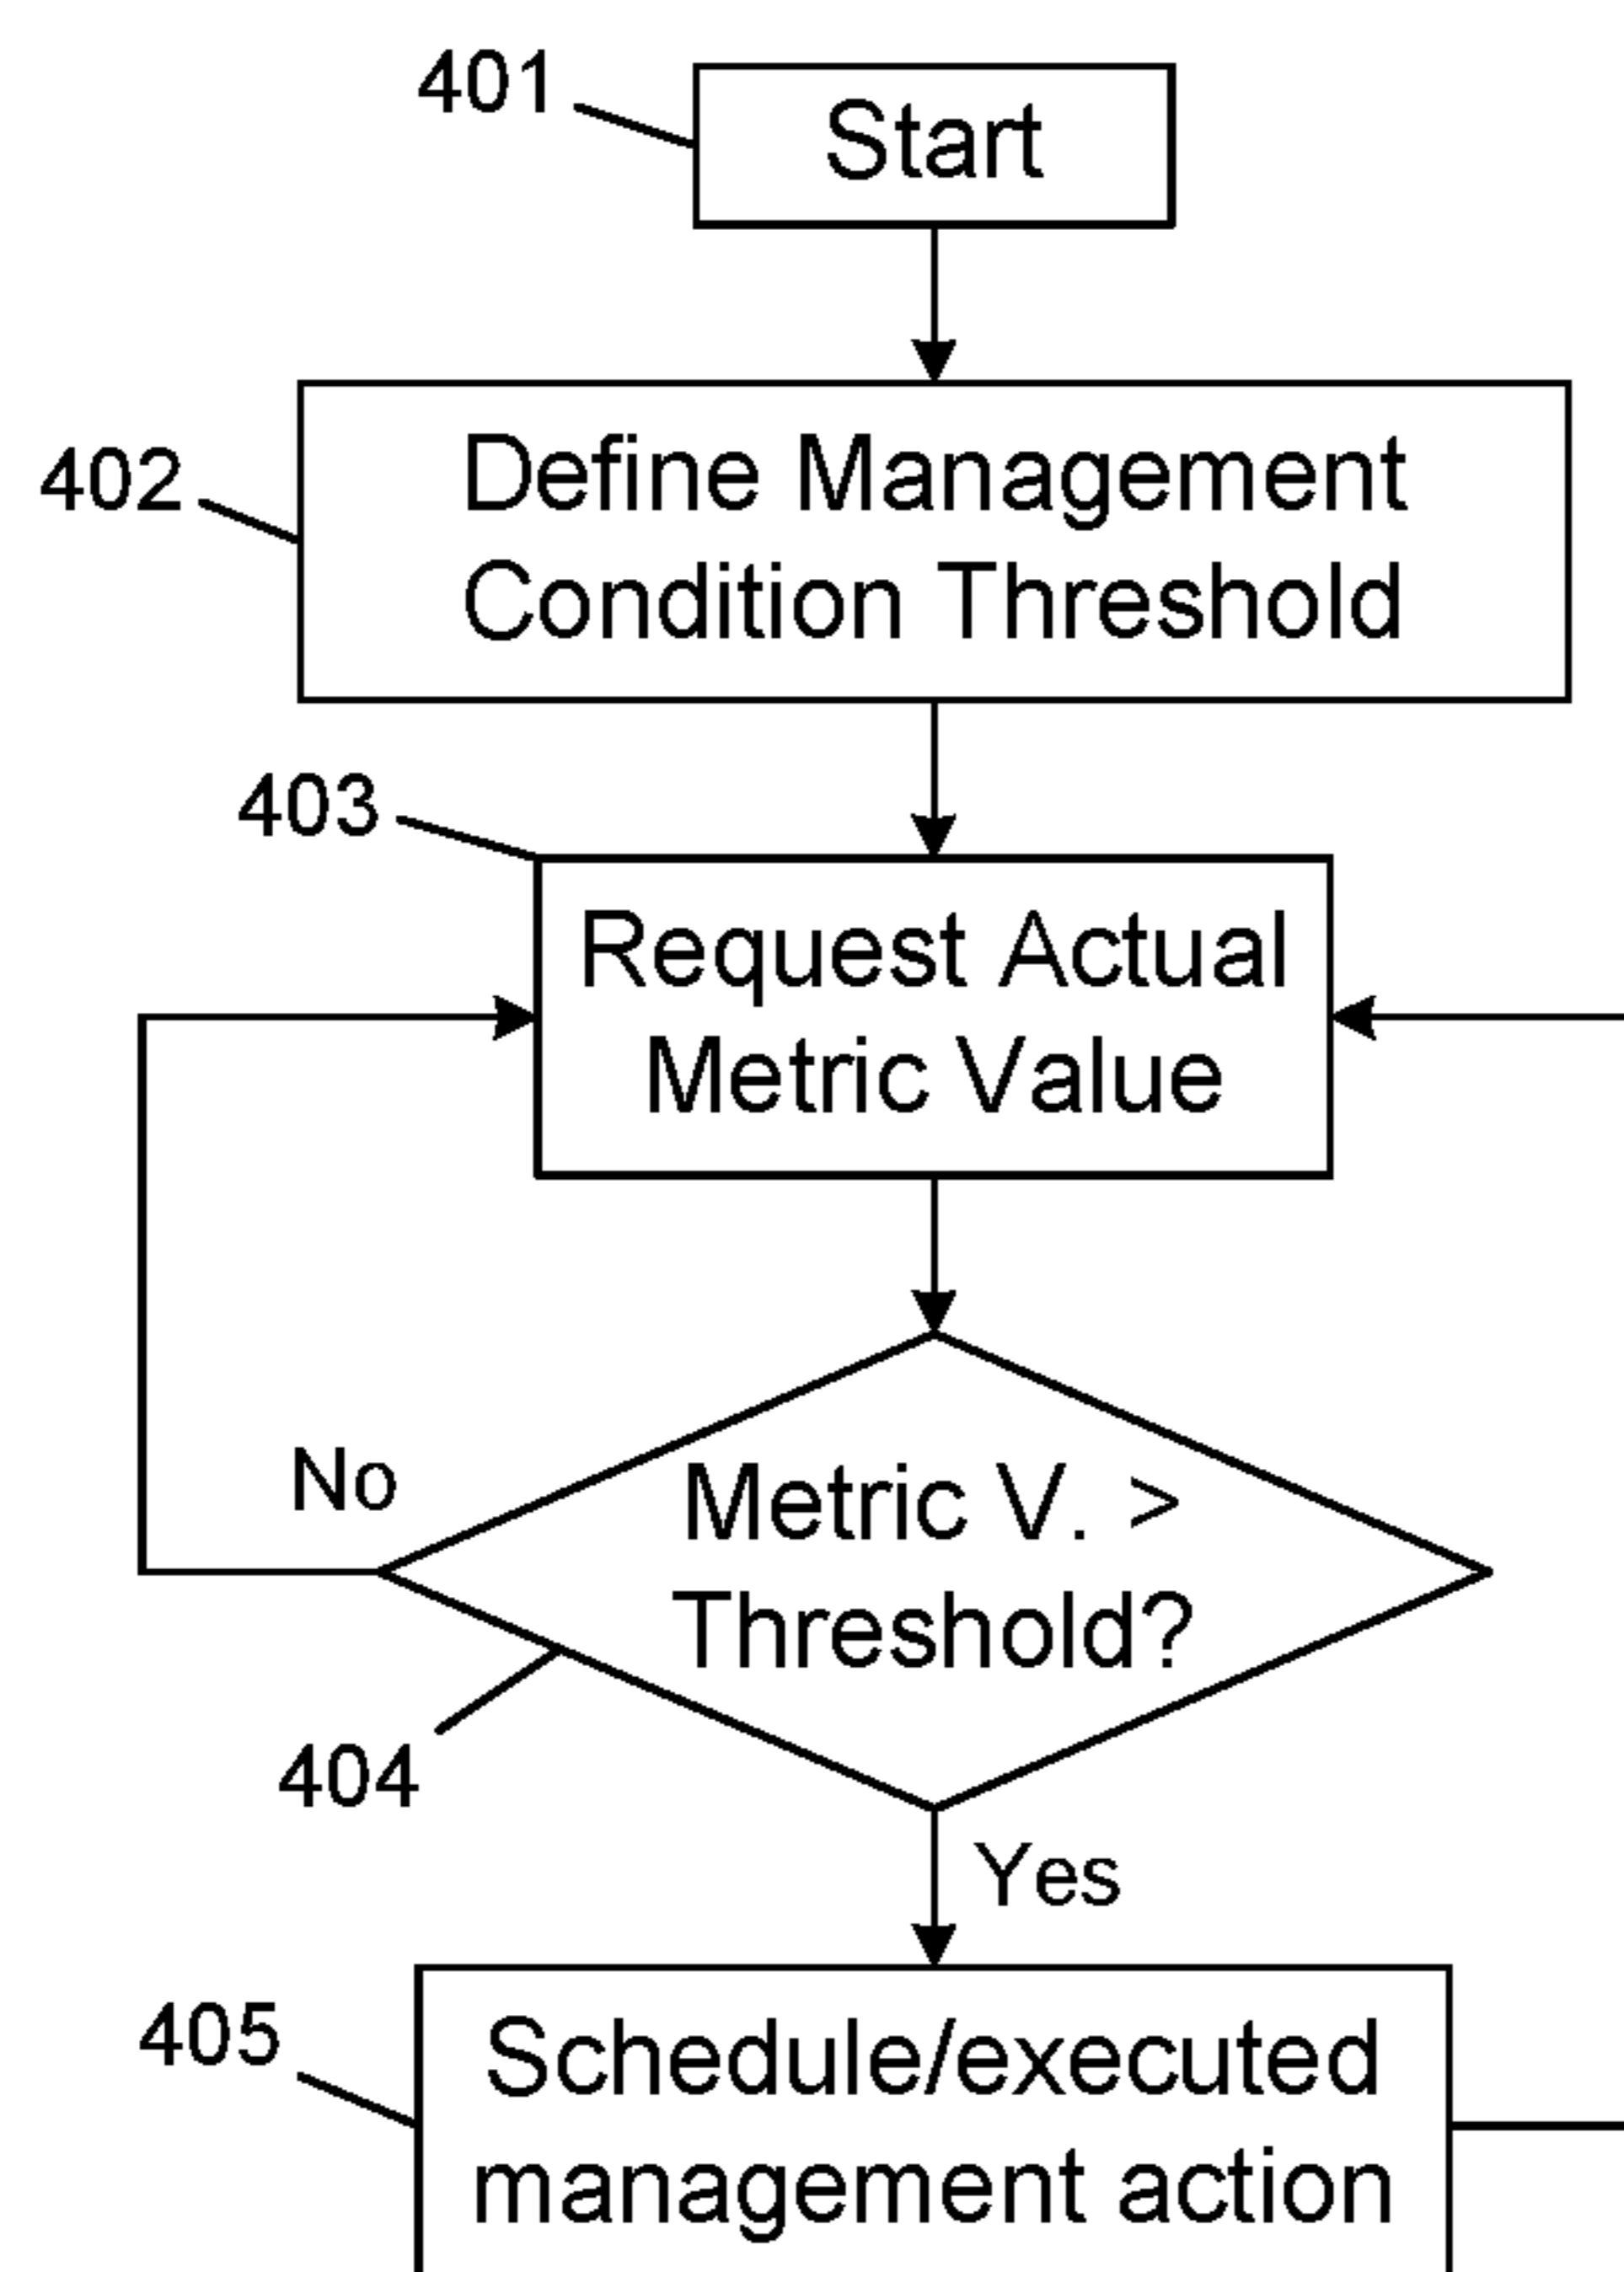 401
Start
402
Define Management
Condition Threshold
403
Request Actual
Metric Value
No
Metric V. >
Threshold?
404
Yes
405
Schedule/executed
management action